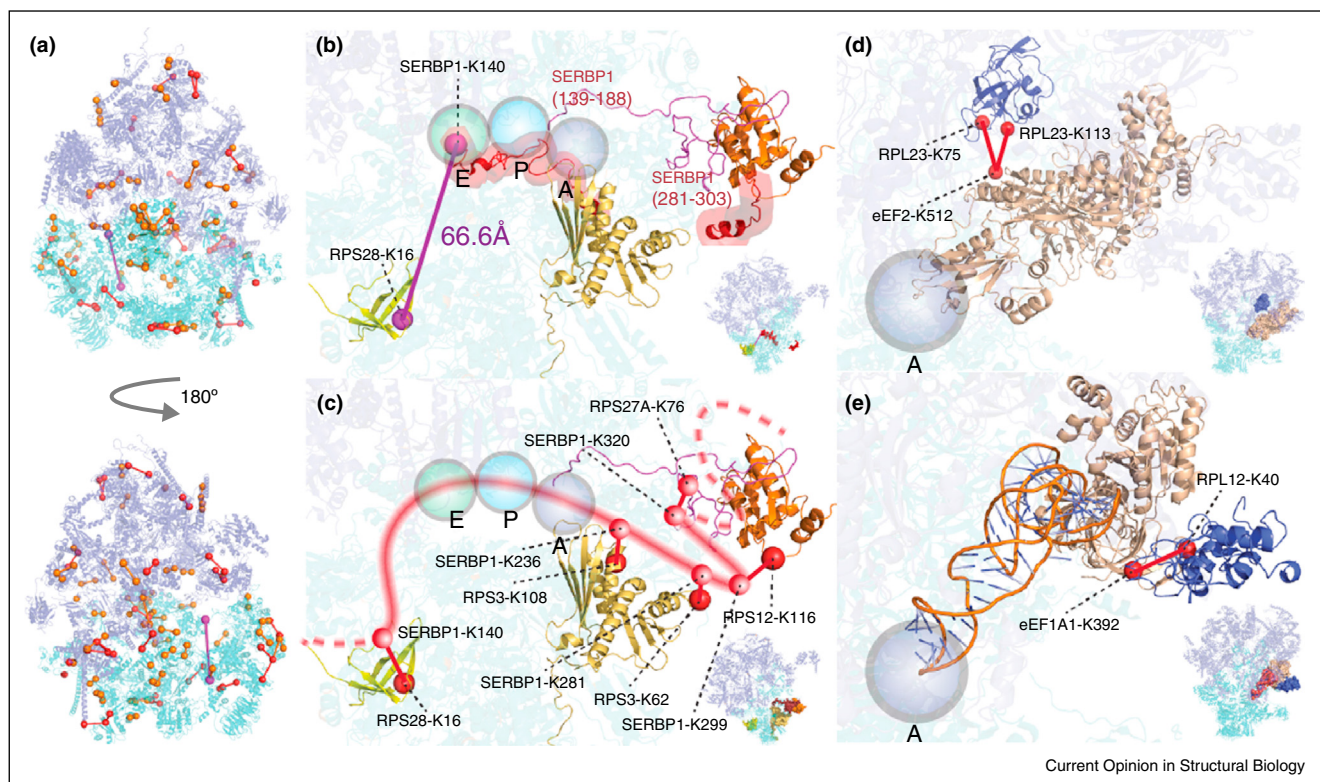 (a)
180º
(b)
SERBP1-K140
SERBP1
(139-188)
E
P
A
66.6Å
RPS28-K16
SERBP1
(281-303)
(c)
RPS27A-K76
SERBP1-K320
E
P
A
SERBP1-K236
RPS3-K108
RPS12-K116
SERBP1-K140
SERBP1-K281
RPS3-K62
RPS28-K16
SERBP1-K299
(d)
RPL23-K113
RPL23-K75
eEF2-K512
A
(e)
RPL12-K40
eEF1A1-K392
A
Current Opinion in Structural Biology